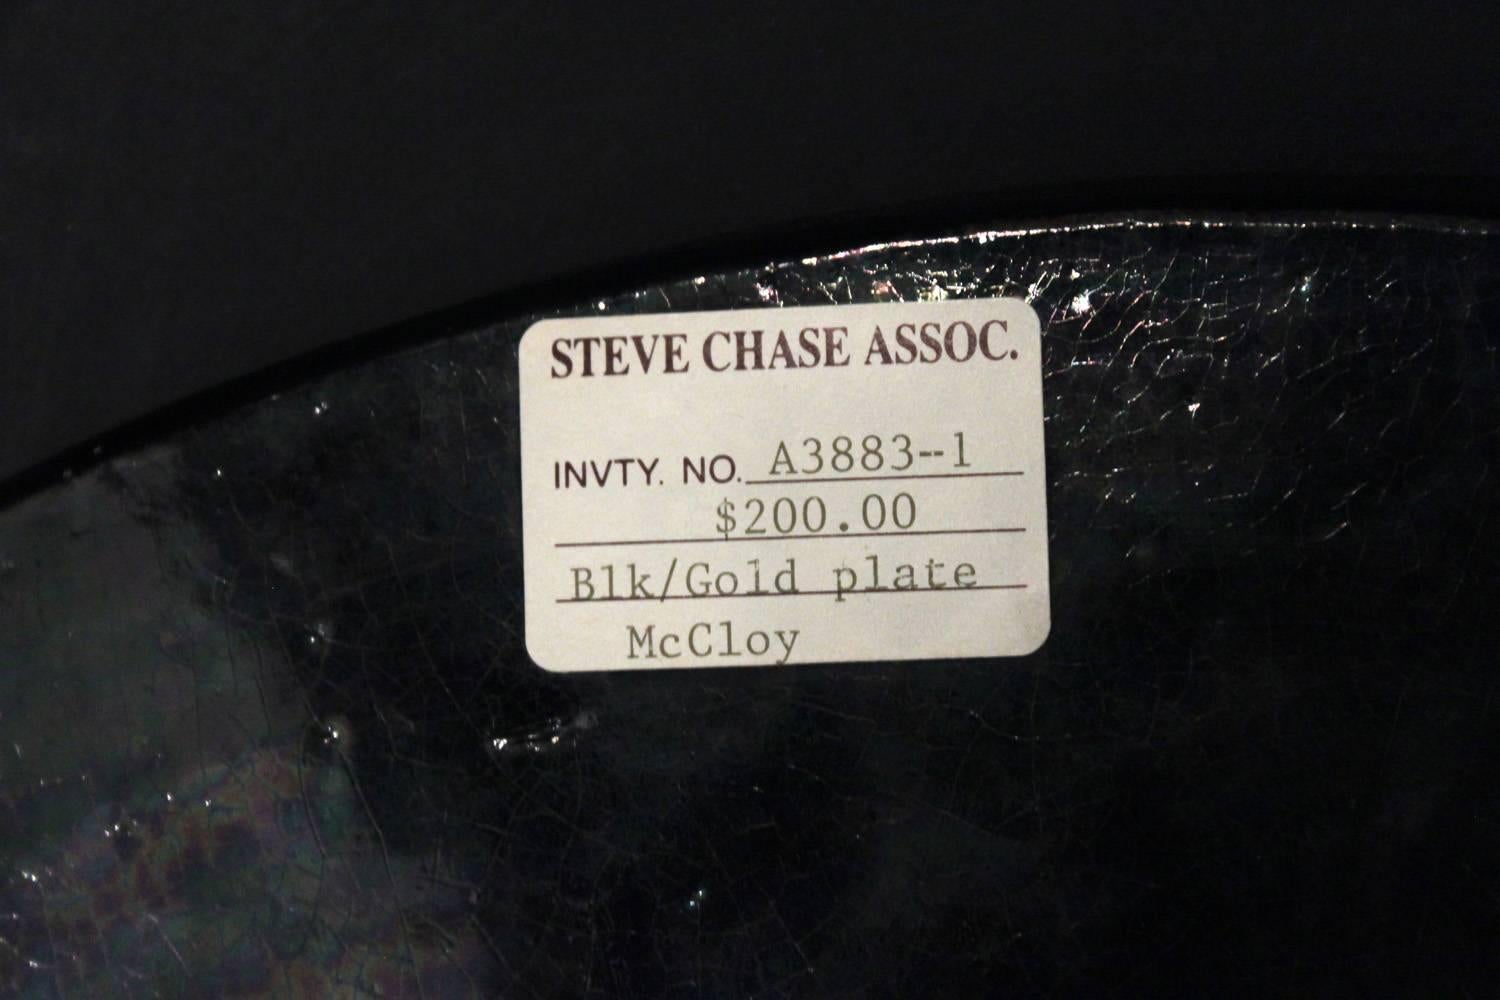 STEVE CHASE ASSOC.
INVTY. NO. A3883--1
$200.00
Blk/Gold plate
McCloy